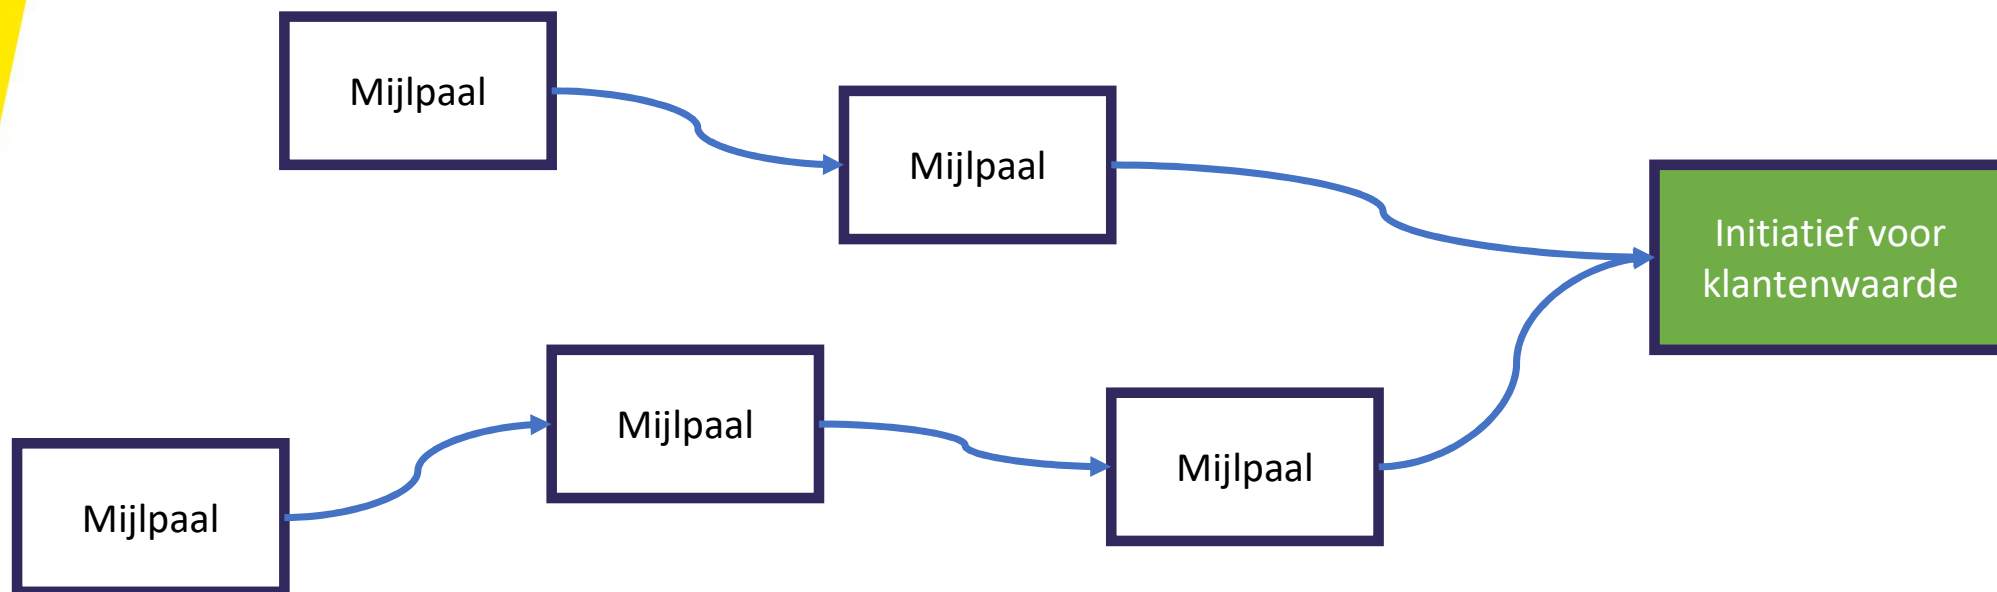 Mijlpaal
Mijlpaal
Initiatief voor
klantenwaarde
Mijlpaal
Mijlpaal
Mijlpaal